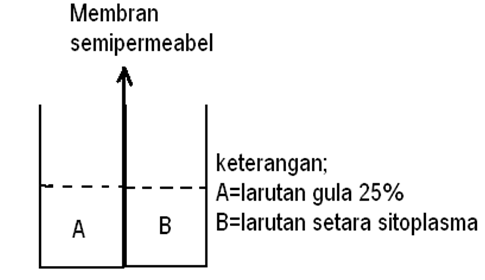 Membran
semipermeabel
keterangan;
A=larutan gula 25%
B=larutan setara sitoplasma
A
B